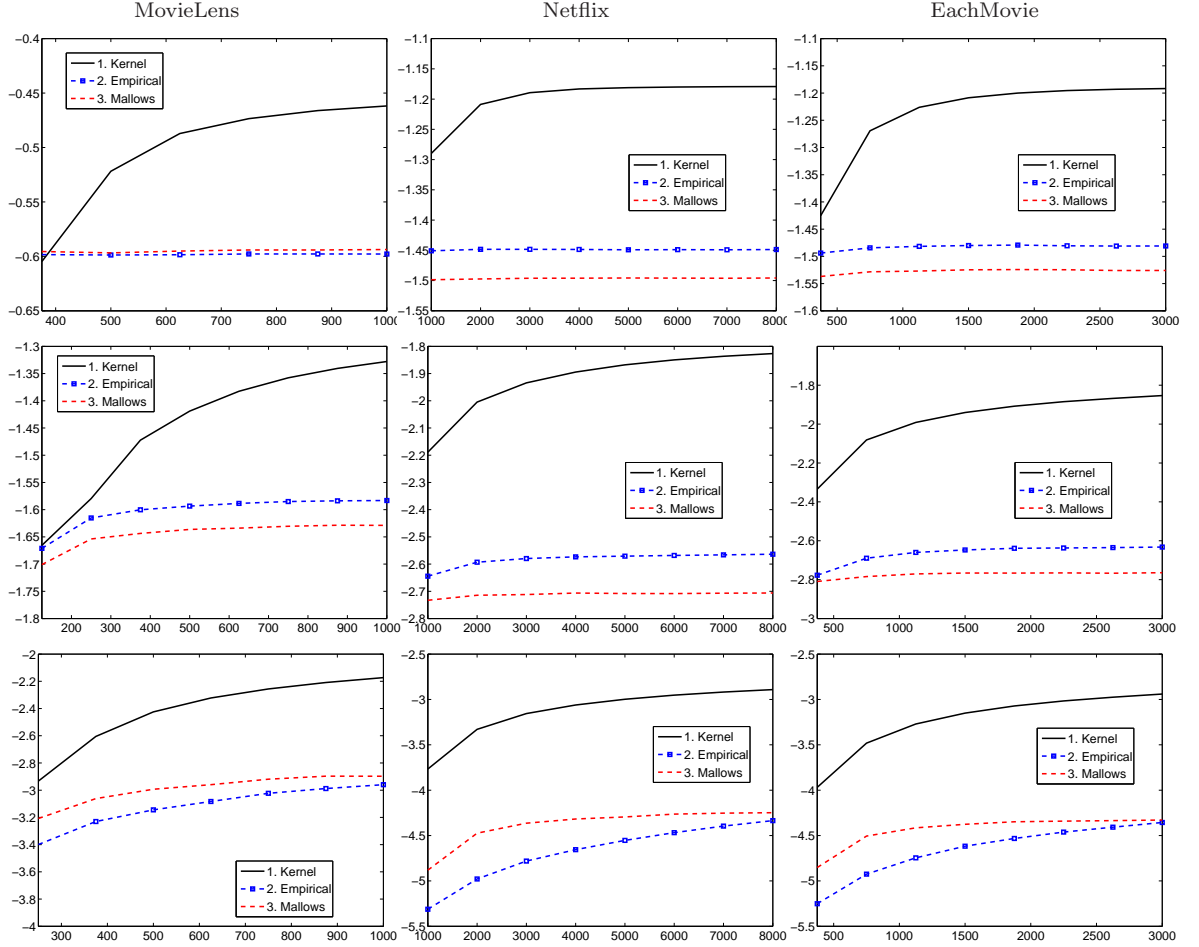 MovieLens
Netflix
EachMovie
−0.4
−0.45
−0.5
−0.55
−0.6
−0.65
400 500 600 700 800 900 1000
1. Kernel
2. Empirical
3. Mallows
−1.1
−1.15
−1.2
−1.25
−1.3
−1.35
−1.4
−1.45
−1.5
−1.55
1000 2000 3000 4000 5000 6000 7000 8000
1. Kernel
2. Empirical
3. Mallows
−1.1
−1.15
−1.2
−1.25
−1.3
−1.35
−1.4
−1.45
−1.5
−1.55
−1.6
500 1000 1500 2000 2500 3000
1. Kernel
2. Empirical
3. Mallows
−1.3
−1.35
−1.4
−1.45
−1.5
−1.55
−1.6
−1.65
−1.7
−1.75
−1.8
200 300 400 500 600 700 800 900 1000
1. Kernel
2. Empirical
3. Mallows
−1.8
−1.9
−2
−2.1
−2.2
−2.3
−2.4
−2.5
−2.6
−2.7
−2.8
1000 2000 3000 4000 5000 6000 7000 8000
1. Kernel
2. Empirical
3. Mallows
−1.8
−2
−2.2
−2.4
−2.6
−2.8
−3
500 1000 1500 2000 2500 3000
1. Kernel
2. Empirical
3. Mallows
−2
−2.2
−2.4
−2.6
−2.8
−3
−3.2
−3.4
−3.6
−3.8
−4
300 400 500 600 700 800 900 1000
1. Kernel
2. Empirical
3. Mallows
−2.5
−3
−3.5
−4
−4.5
−5
−5.5
1000 2000 3000 4000 5000 6000 7000 8000
1. Kernel
2. Empirical
3. Mallows
−2.5
−3
−3.5
−4
−4.5
−5
−5.5
500 1000 1500 2000 2500 3000
1. Kernel
2. Empirical
3. Mallows